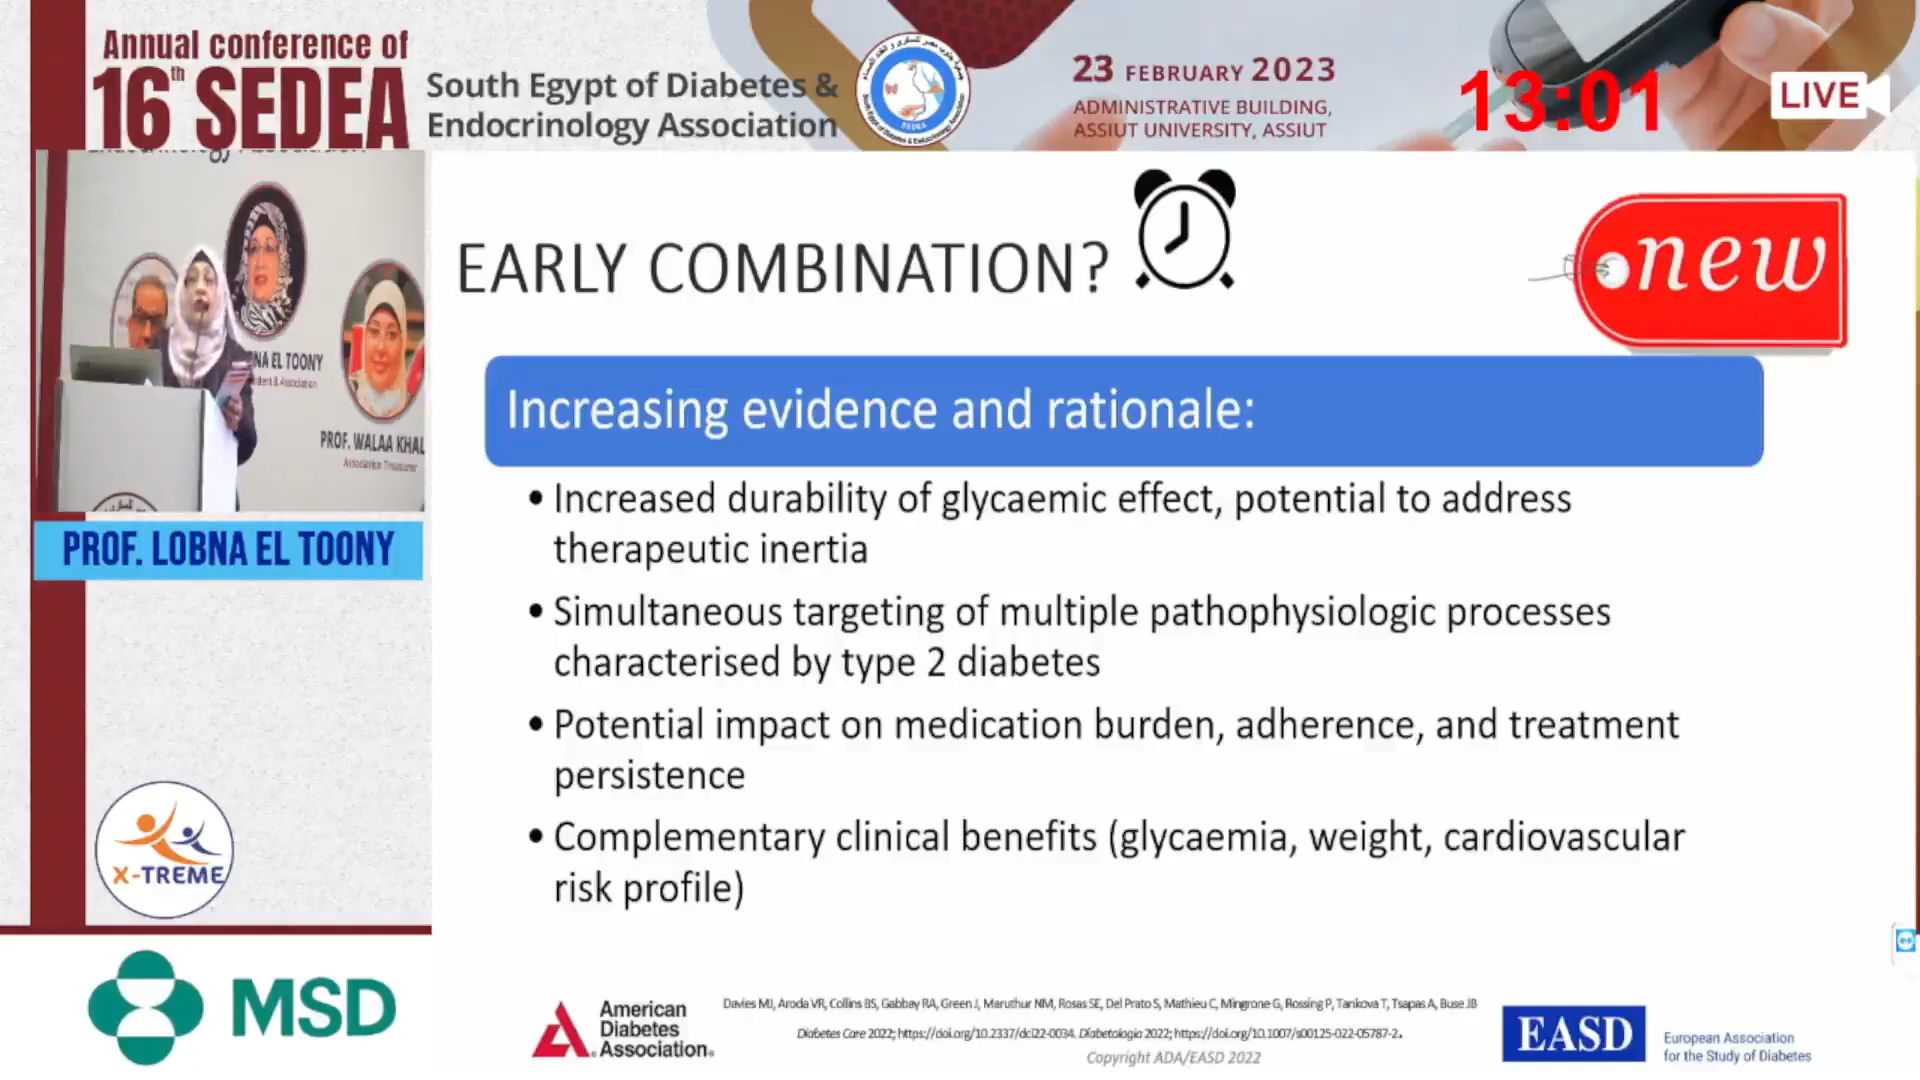 Annual conference of
16th SEDEA
South Egypt of Diabetes &
Endocrinology Association
SEDEA
23 FEBRUARY 2023
ADMINISTRATIVE BUILDING,
ASSIUT UNIVERSITY, ASSIUT
13:01
LIVE
NA EL TOONY
PROF. WALAA KHAL
Association Treasurer
PROF. LOBNA EL TOONY
EARLY COMBINATION?
new
Increasing evidence and rationale:
• Increased durability of glycaemic effect, potential to address
therapeutic inertia
• Simultaneous targeting of multiple pathophysiologic processes
characterised by type 2 diabetes
• Potential impact on medication burden, adherence, and treatment
persistence
• Complementary clinical benefits (glycaemia, weight, cardiovascular
risk profile)
X-TREME
MSD
American
Diabetes
Association.
Davies MJ, Aroda VR, Collins BS, Gabbay RA, Green J, Maruthur NM, Rosas SE, Del Prato S, Mathieu C, Mingrone G, Rossing P, Tankova T, Tsapas A, Buse JB
Diabetes Care 2022; https://doi.org/10.2337/dci22-0034. Diabetologia 2022; https://doi.org/10.1007/s00125-022-05787-2.
Copyright ADA/EASD 2022
EASD
European Association
for the Study of Diabetes